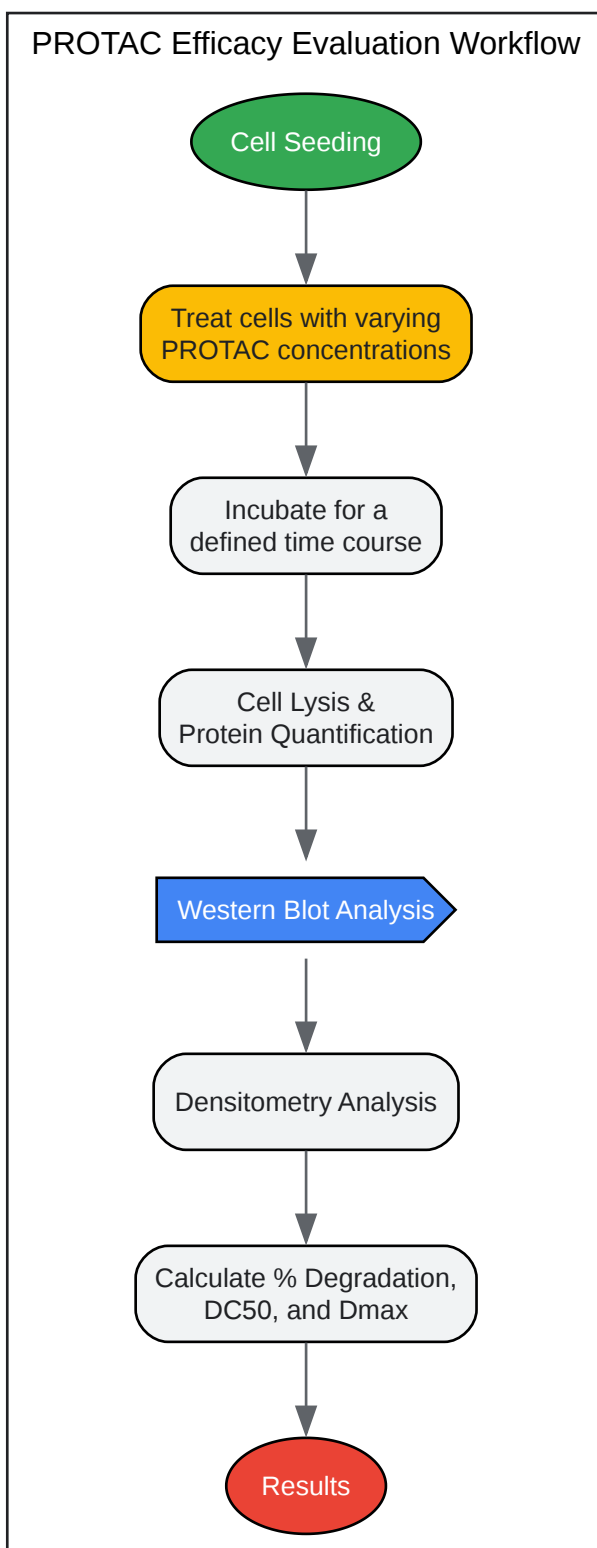 PROTAC Efficacy Evaluation Workflow
Cell Seeding
Treat cells with varying
PROTAC concentrations
Incubate for a
defined time course
Cell Lysis &
Protein Quantification
Western Blot Analysis
Densitometry Analysis
Calculate % Degradation,
DC50, and Dmax
Results